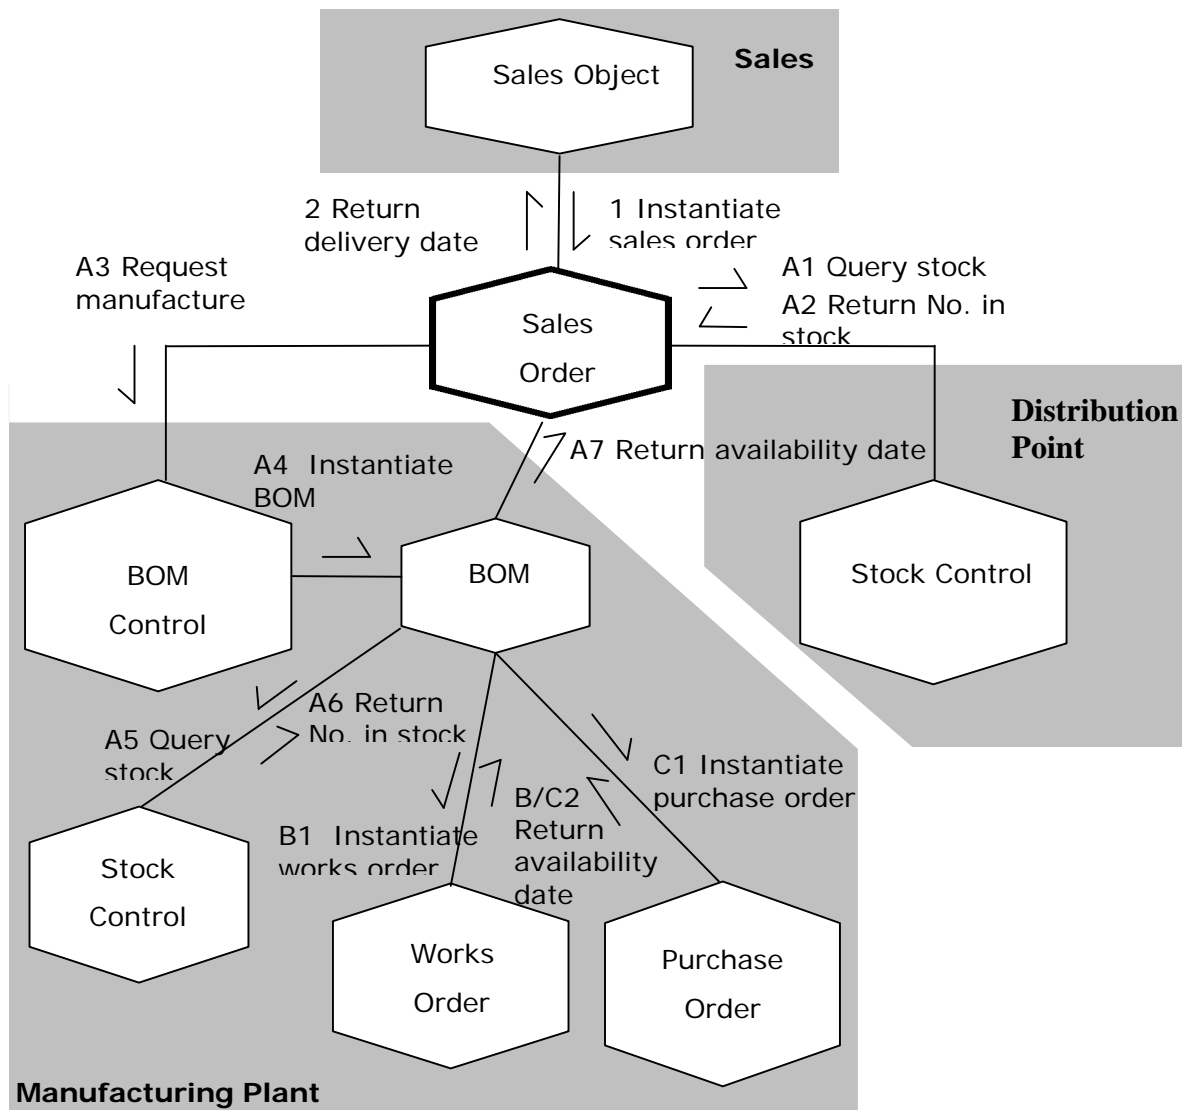 Sales Object
Sales
2 Return
delivery date
1 Instantiate
sales order
A3 Request
manufacture
A1 Query stock
A2 Return No. in
stock
Sales
Order
Distribution
Point
A7 Return availability date
A4 Instantiate
BOM
BOM
Control
BOM
Stock Control
A6 Return
No. in stock
A5 Query
stock
C1 Instantiate
purchase order
B/C2
Return
availability
date
B1 Instantiate
works order
Stock
Control
Works
Order
Purchase
Order
Manufacturing Plant